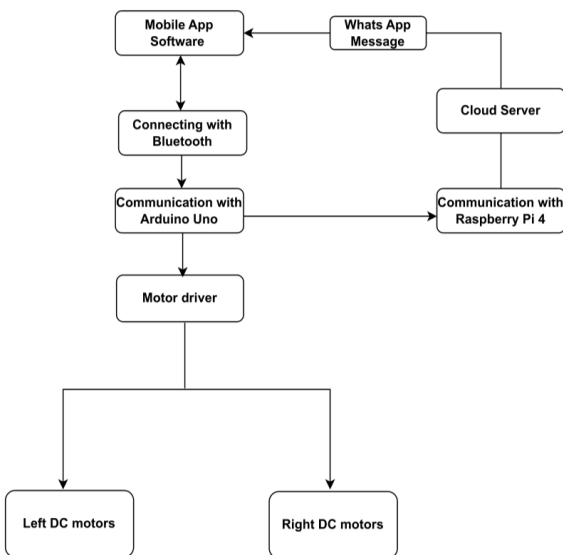 Mobile App
Software
Whats App
Message
Cloud Server
Connecting with
Bluetooth
Communication with
Arduino Uno
Communication with
Raspberry Pi 4
Motor driver
Left DC motors
Right DC motors